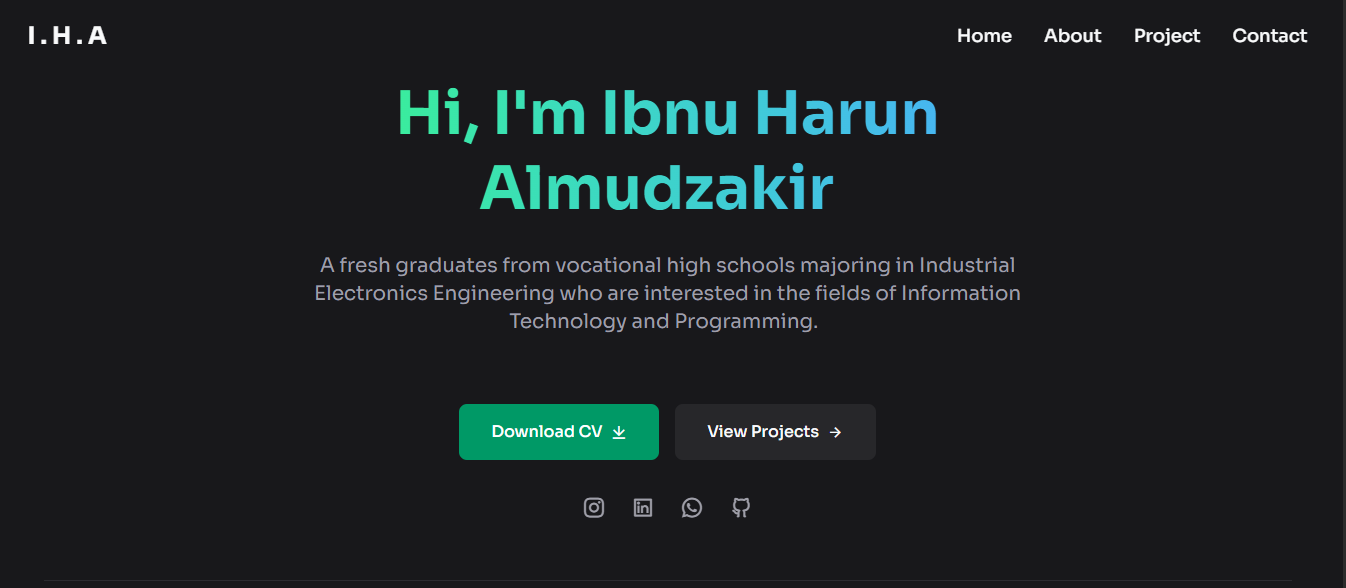 I.H.A
Home About Project Contact
Hi, I'm Ibnu Harun
Almudzakir
A fresh graduates from vocational high schools majoring in Industrial
Electronics Engineering who are interested in the fields of Information
Technology and Programming.
Download CV
View Projects